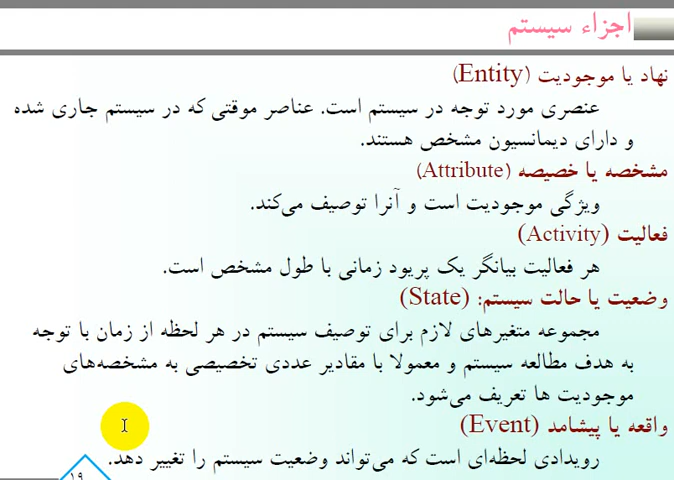 اجزاء سیستم
نهاد یا موجودیت (Entity)
عنصری مورد توجه در سیستم است. عناصر موقتی که در سیستم جاری شده
و دارای دیمانسیون مشخص هستند.
مشخصه یا خصیصه (Attribute)
ویژگی موجودیت است و آنرا توصیف می‌کند.
فعالیت (Activity)
هر فعالیت بیانگر یک پریود زمانی با طول مشخص است.
وضعیت یا حالت سیستم: (State)
مجموعه متغیرهای لازم برای توصیف سیستم در هر لحظه از زمان با توجه
به هدف مطالعه سیستم و معمولا با مقادیر عددی تخصیصی به مشخصه‌های
موجودیت ها تعریف می‌شود.
واقعه یا پیشامد (Event)
رویدادی لحظه‌ای است که می‌تواند وضعیت سیستم را تغییر دهد.
۱۹